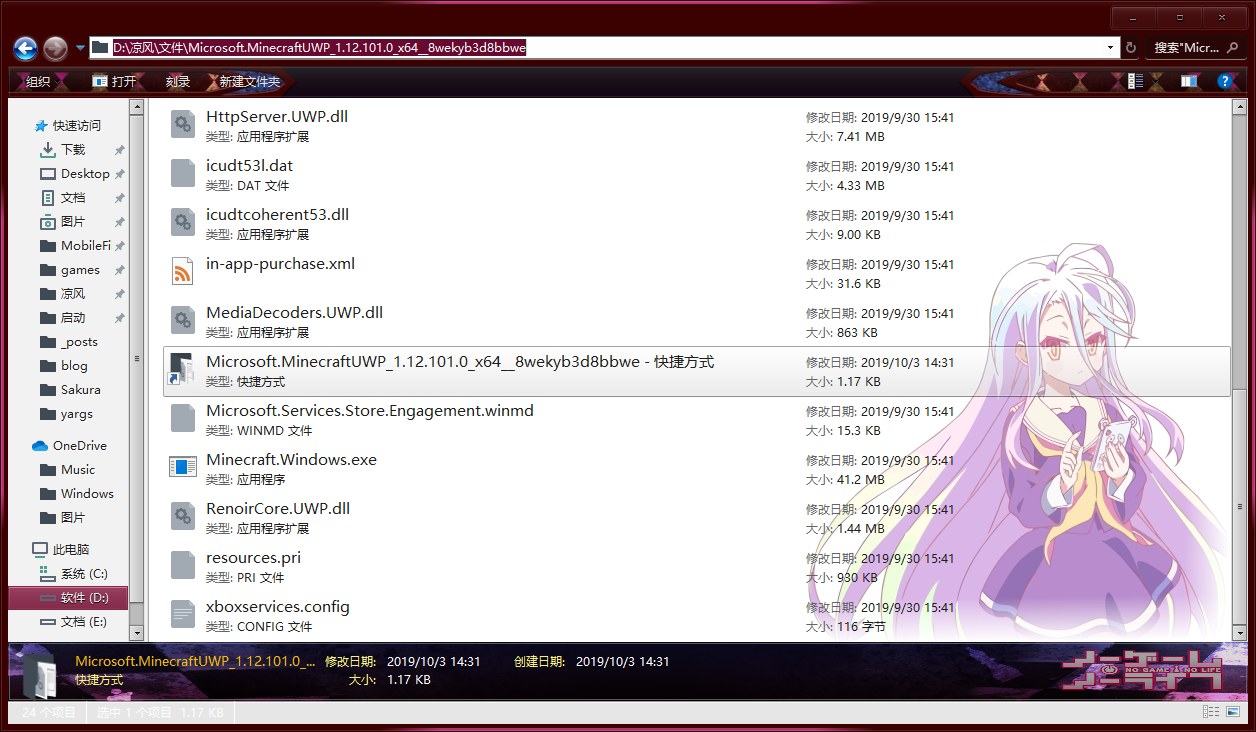 D:\凉风\文件\Microsoft.MinecraftUWP_1.12.101.0_x64__8wekyb3d8bbwe
搜索"Micr...
组织 打开 刻录 新建文件夹
快速访问
下载
Desktop
文档
图片
MobileFi
games
凉风
启动
_posts
blog
Sakura
yargs
OneDrive
Music
Windows
图片
此电脑
系统 (C:)
软件 (D:)
文档 (E:)
HttpServer.UWP.dll 修改日期: 2019/9/30 15:41
类型: 应用程序扩展 大小: 7.41 MB
icudt53l.dat 修改日期: 2019/9/30 15:41
类型: DAT 文件 大小: 4.33 MB
icudtcoherent53.dll 修改日期: 2019/9/30 15:41
类型: 应用程序扩展 大小: 9.00 KB
in-app-purchase.xml 修改日期: 2019/9/30 15:41
大小: 31.6 KB
MediaDecoders.UWP.dll 修改日期: 2019/9/30 15:41
类型: 应用程序扩展 大小: 863 KB
Microsoft.MinecraftUWP_1.12.101.0_x64__8wekyb3d8bbwe - 快捷方式 修改日期: 2019/10/3 14:31
类型: 快捷方式 大小: 1.17 KB
Microsoft.Services.Store.Engagement.winmd 修改日期: 2019/9/30 15:41
类型: WINMD 文件 大小: 15.3 KB
Minecraft.Windows.exe 修改日期: 2019/9/30 15:41
类型: 应用程序 大小: 41.2 MB
RenoirCore.UWP.dll 修改日期: 2019/9/30 15:41
类型: 应用程序扩展 大小: 1.44 MB
resources.pri 修改日期: 2019/9/30 15:41
类型: PRI 文件 大小: 930 KB
xboxservices.config 修改日期: 2019/9/30 15:41
类型: CONFIG 文件 大小: 116 字节
Microsoft.MinecraftUWP_1.12.101.0_... 修改日期: 2019/10/3 14:31 创建日期: 2019/10/3 14:31
快捷方式 大小: 1.17 KB
NO GAME NO LIFE
24 个项目 选中 1 个项目 1.17 KB